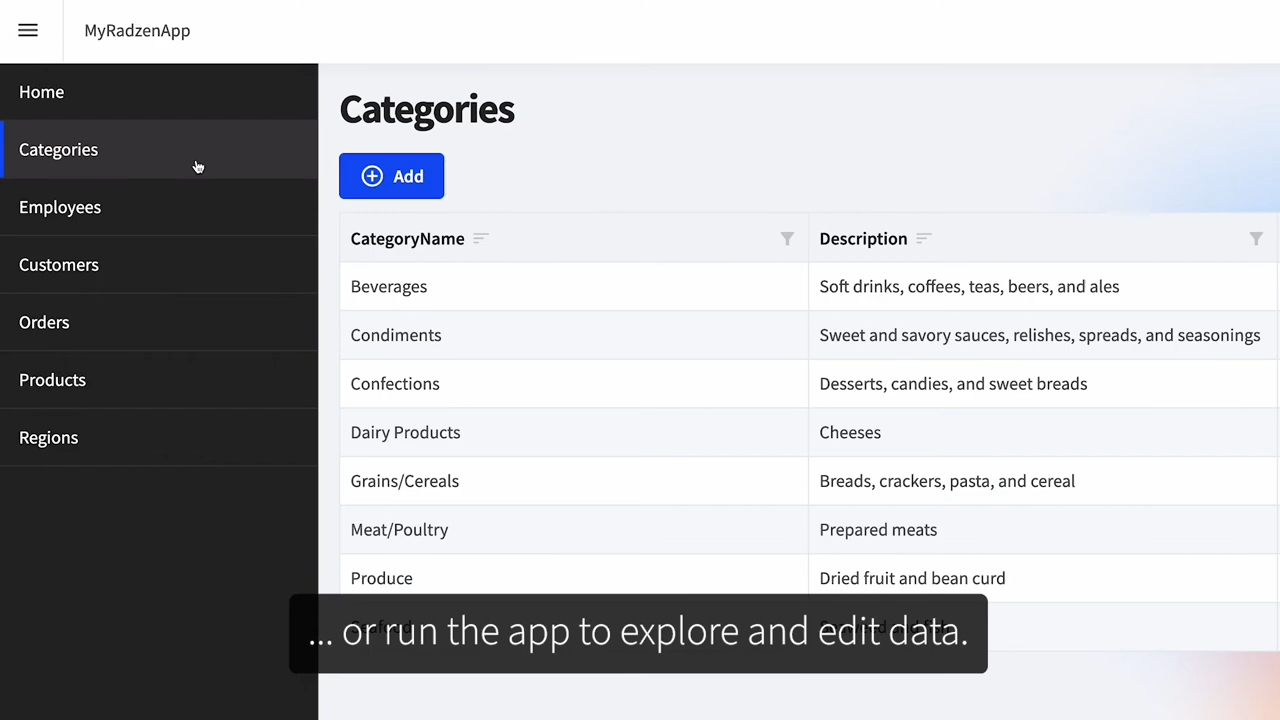 MyRadzenApp
Home
Categories
Employees
Customers
Orders
Products
Regions
Categories
Add
CategoryName Description
Beverages Soft drinks, coffees, teas, beers, and ales
Condiments Sweet and savory sauces, relishes, spreads, and seasonings
Confections Desserts, candies, and sweet breads
Dairy Products Cheeses
Grains/Cereals Breads, crackers, pasta, and cereal
Meat/Poultry Prepared meats
Produce Dried fruit and bean curd
... or run the app to explore and edit data.